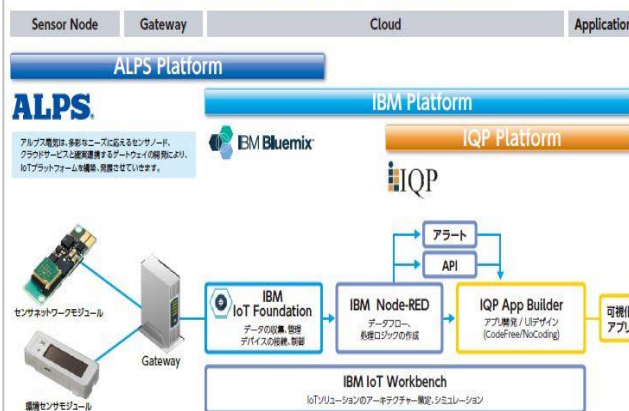 Sensor Node
Gateway
Cloud
Application
ALPS Platform
IBM Platform
IQP Platform
ALPS
アルプス電気は、多彩なニーズに応えるセンサノード、
クラウドサービスと確実連携するゲートウェイの開発により、
IoTプラットフォームを構築、発展させていきます。
IBM Bluemix
IQP
アラート
API
センサネットワークモジュール
環境センサモジュール
Gateway
IBM
IoT Foundation
データの収集、管理
デバイスの接続、制御
IBM Node-RED
データフロー、
処理ロジックの作成
IQP App Builder
アプリ開発 / UIデザイン
(CodeFree/NoCoding)
可視化
アプリ
IBM IoT Workbench
IoTソリューションのアーキテクチャー策定、シミュレーション